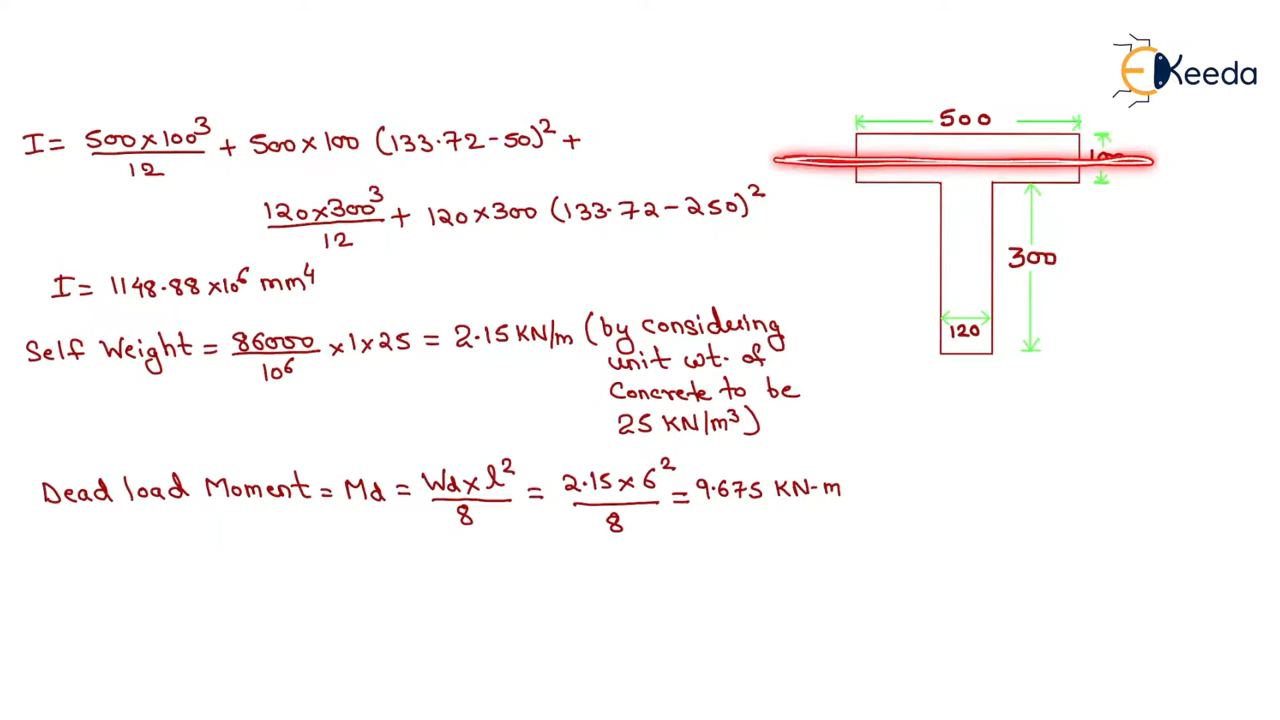 EKeeda
I = 500×100³/12 + 500×100 (133.72-50)² +
120×300³/12 + 120×300 (133.72-250)²
I = 1148.88×10⁶ mm⁴
Self Weight = 86000/10⁶ ×1×25 = 2.15 KN/m (by considering
unit wt. of
Concrete to be
25 KN/m³)
Dead load Moment = Md = Wd×l²/8 = 2.15×6²/8 = 9.675 KN-m
500
100
300
120